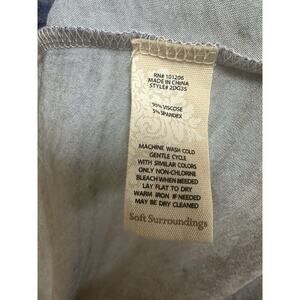 RN# 101206
MADE IN CHINA
STYLE# 2DG35
95% VISCOSE
5% SPANDEX
MACHINE WASH COLD
GENTLE CYCLE
WITH SIMILAR COLORS
ONLY NON-CHLORINE
BLEACH WHEN NEEDED
LAY FLAT TO DRY
WARM IRON IF NEEDED
MAY BE DRY CLEANED
Soft Surroundings